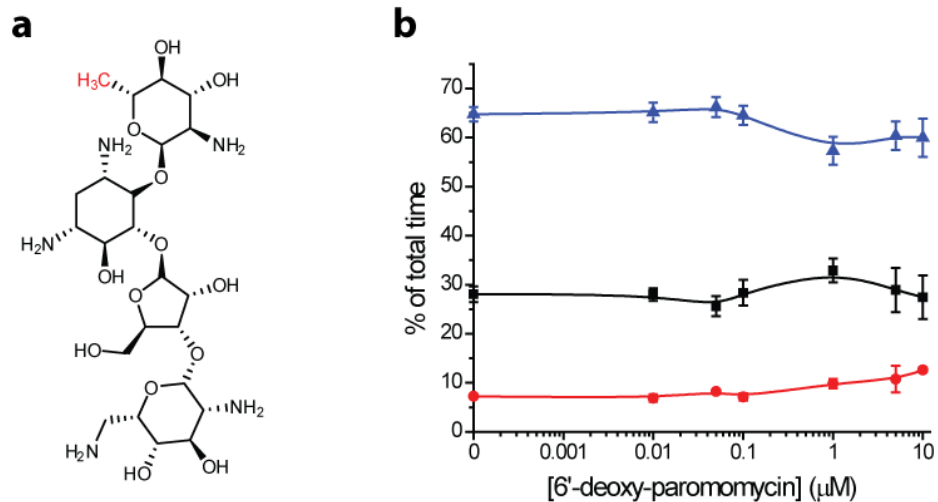 a
b
OH
H₃C
OH
O
NH₂
NH₂
O
H₂N
O
OH
O
OH
HO
O
O
NH₂
N
H₂
HO
OH
% of total time
70
60
50
40
30
20
10
0
0
0.001
0.01
0.1
1
10
[6'-deoxy-paromomycin] (μM)